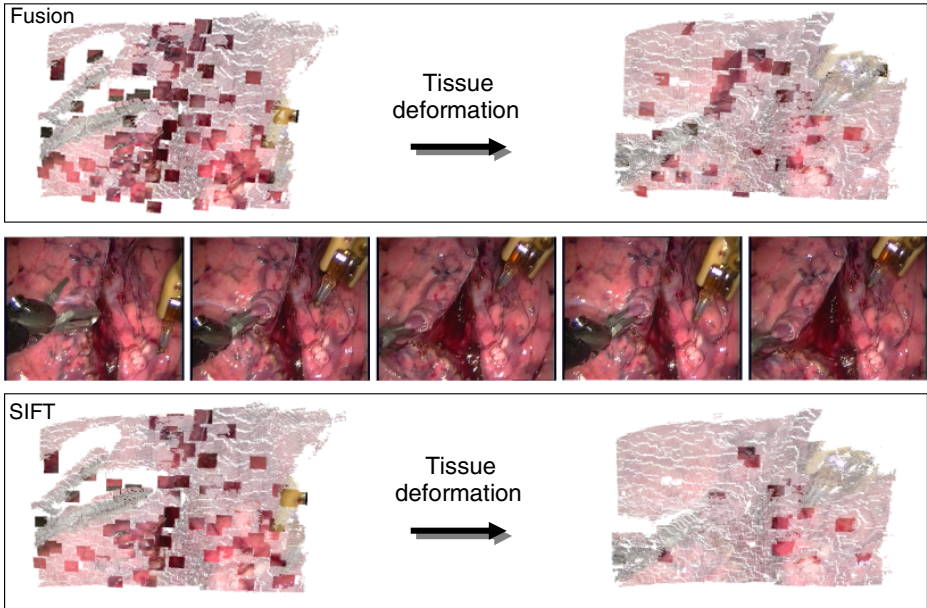 Fusion
Tissue
deformation
SIFT
Tissue
deformation